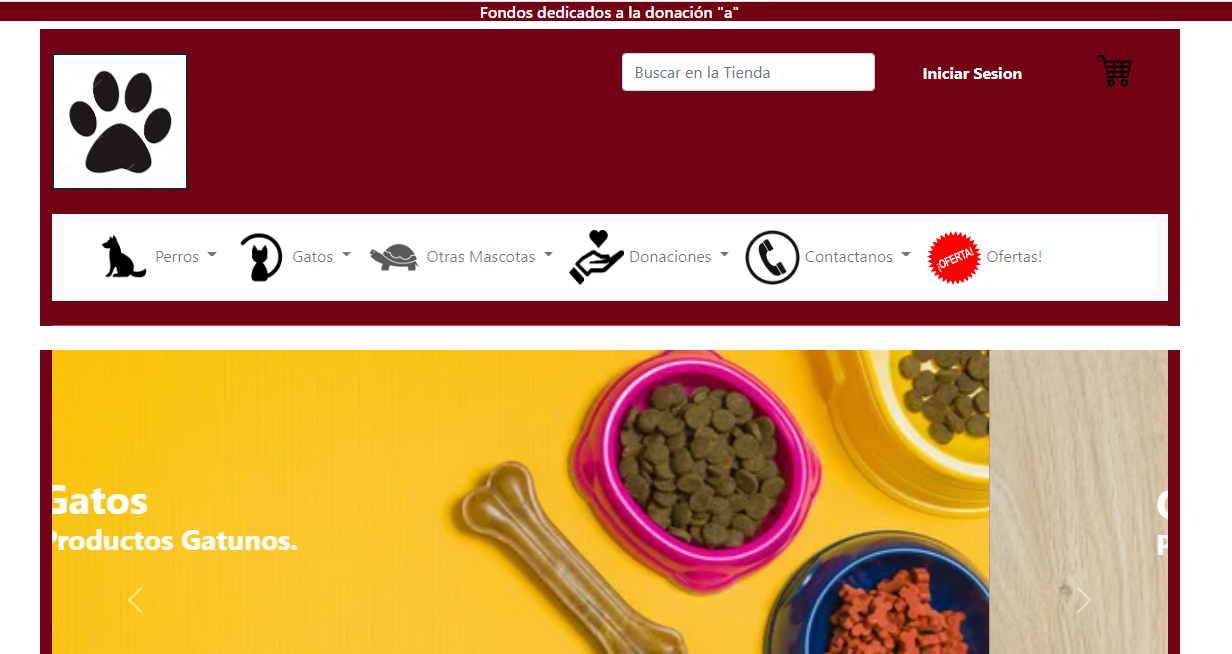 Fondos dedicados a la donación "a"
Buscar en la Tienda
Iniciar Sesion
Perros
Gatos
Otras Mascotas
Donaciones
Contactanos
¡OFERTA!
Ofertas!
Gatos
Productos Gatunos.